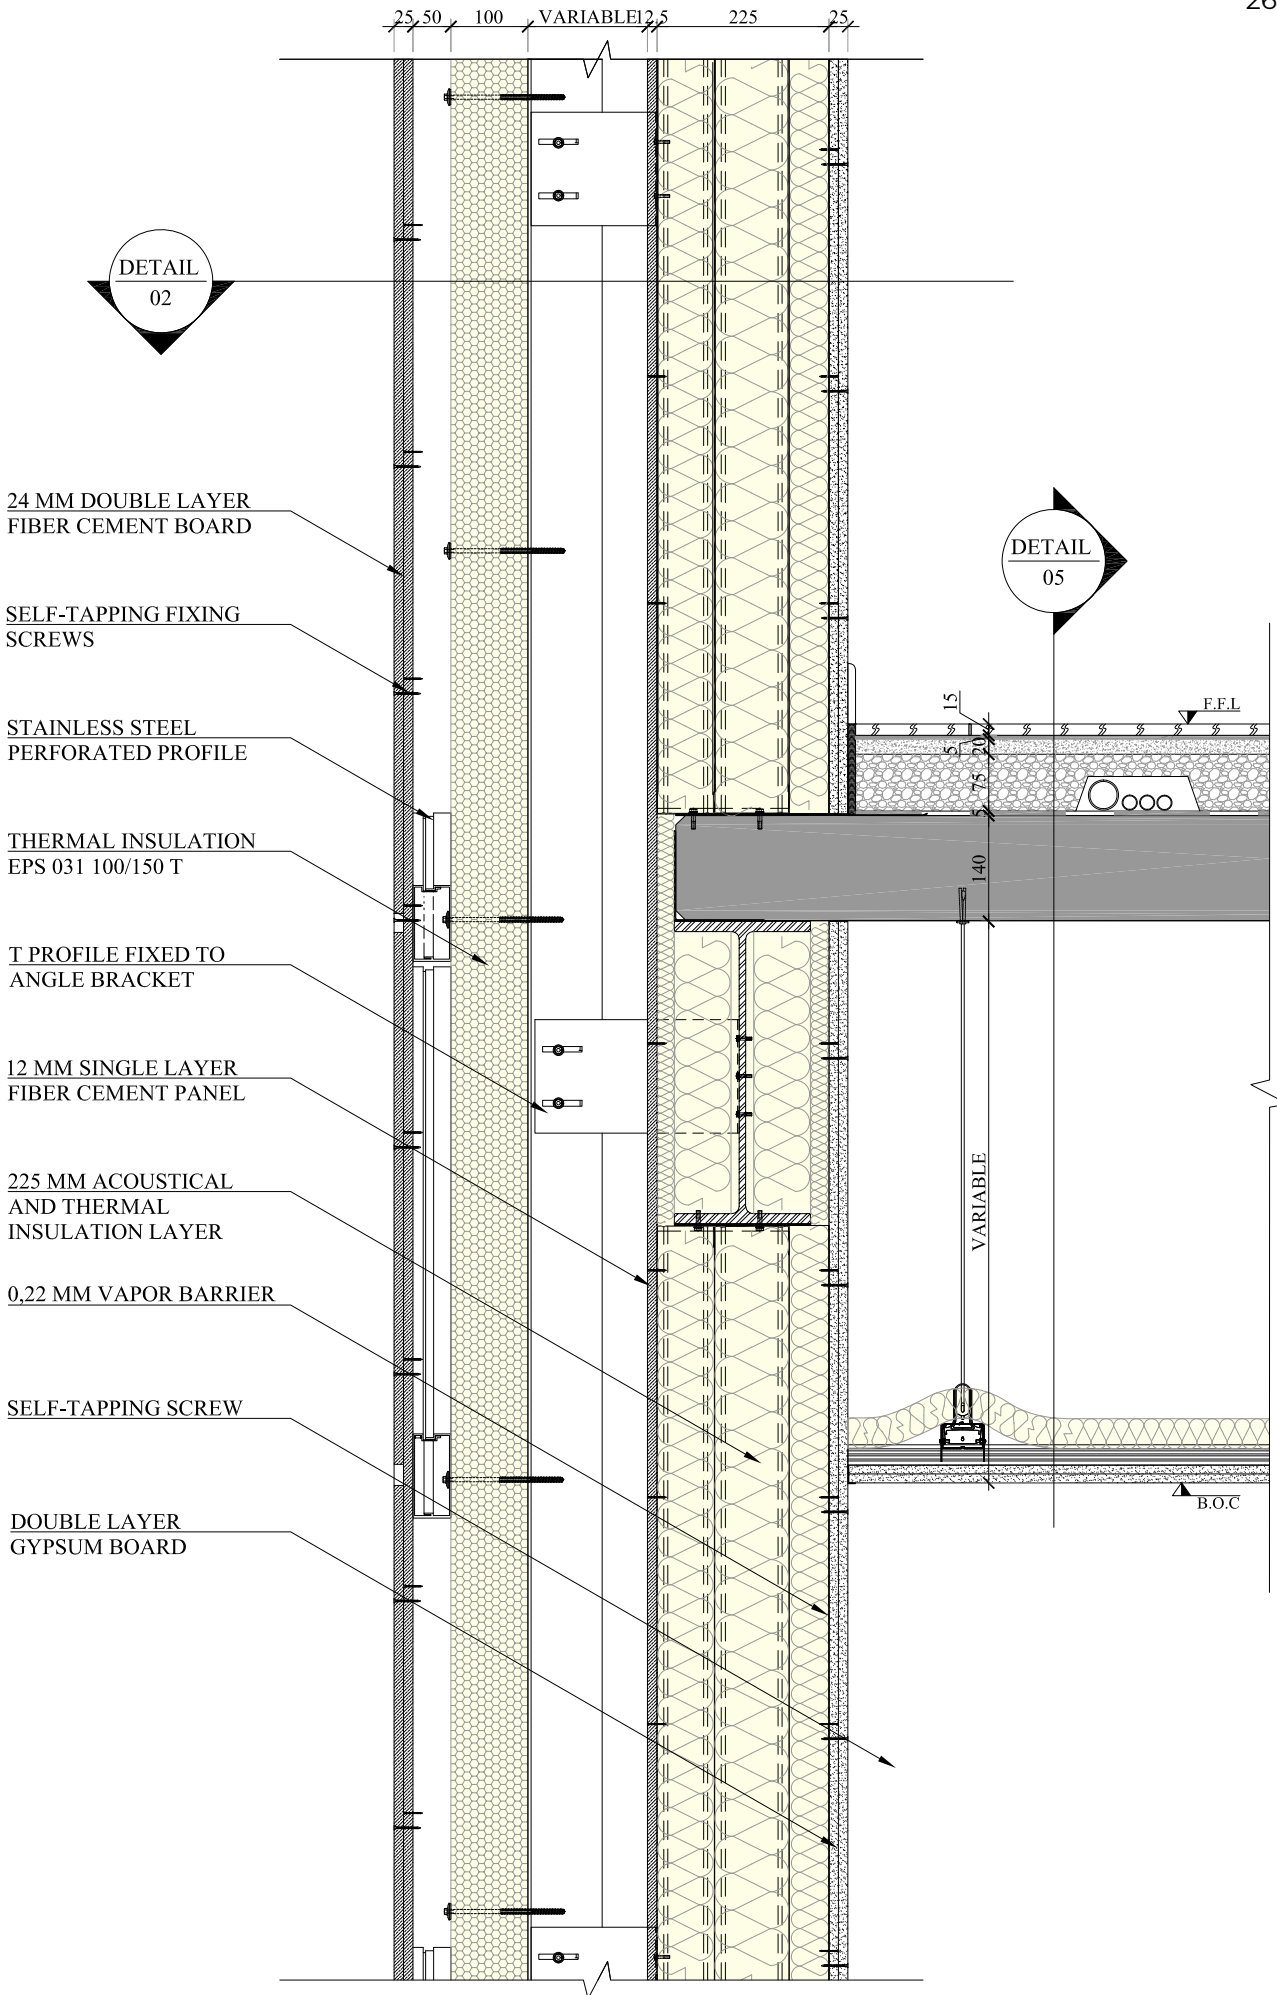 26
25 50 100 VARIABLE 12,5 225 25
DETAIL
02
24 MM DOUBLE LAYER
FIBER CEMENT BOARD
DETAIL
05
SELF-TAPPING FIXING
SCREWS
STAINLESS STEEL
PERFORATED PROFILE
15
F.F.L
5
20
75
5
THERMAL INSULATION
EPS 031 100/150 T
140
T PROFILE FIXED TO
ANGLE BRACKET
12 MM SINGLE LAYER
FIBER CEMENT PANEL
225 MM ACOUSTICAL
AND THERMAL
INSULATION LAYER
VARIABLE
0,22 MM VAPOR BARRIER
SELF-TAPPING SCREW
B.O.C
DOUBLE LAYER
GYPSUM BOARD